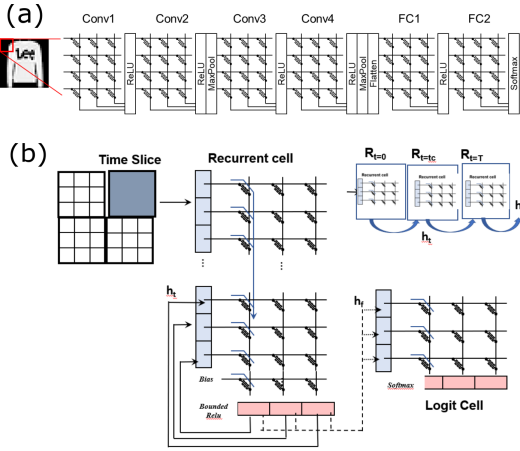 (a)
Conv1 Conv2 Conv3 Conv4 FC1 FC2
Lee
ReLU
ReLU
MaxPool
ReLU
ReLU
MaxPool
Flatten
ReLU
Softmax
(b)
Time Slice
Recurrent cell
...
...
R t=0
R t=tc
R t=T
Recurrent cell
Recurrent cell
Recurrent cell
h t
h
h t
Bias
Bounded
Relu
h f
Softmax
Logit Cell